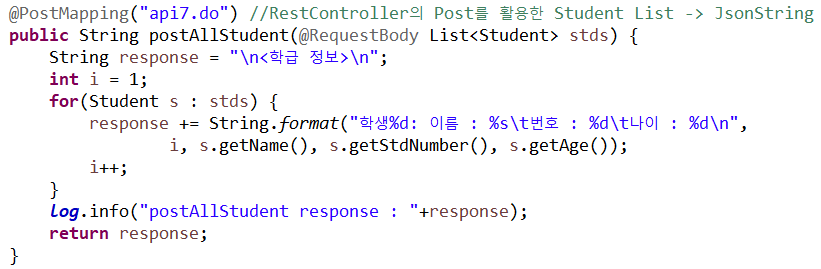 @PostMapping("api7.do") //RestController의 Post를 활용한 Student List -> JsonString
public String postAllStudent(@RequestBody List<Student> stds) {
String response = "\n<학급 정보>\n";
int i = 1;
for(Student s : stds) {
response += String.format("학생%d: 이름 : %s\t번호 : %d\t나이 : %d\n",
i, s.getName(), s.getStdNumber(), s.getAge());
i++;
}
log.info("postAllStudent response : "+response);
return response;
}